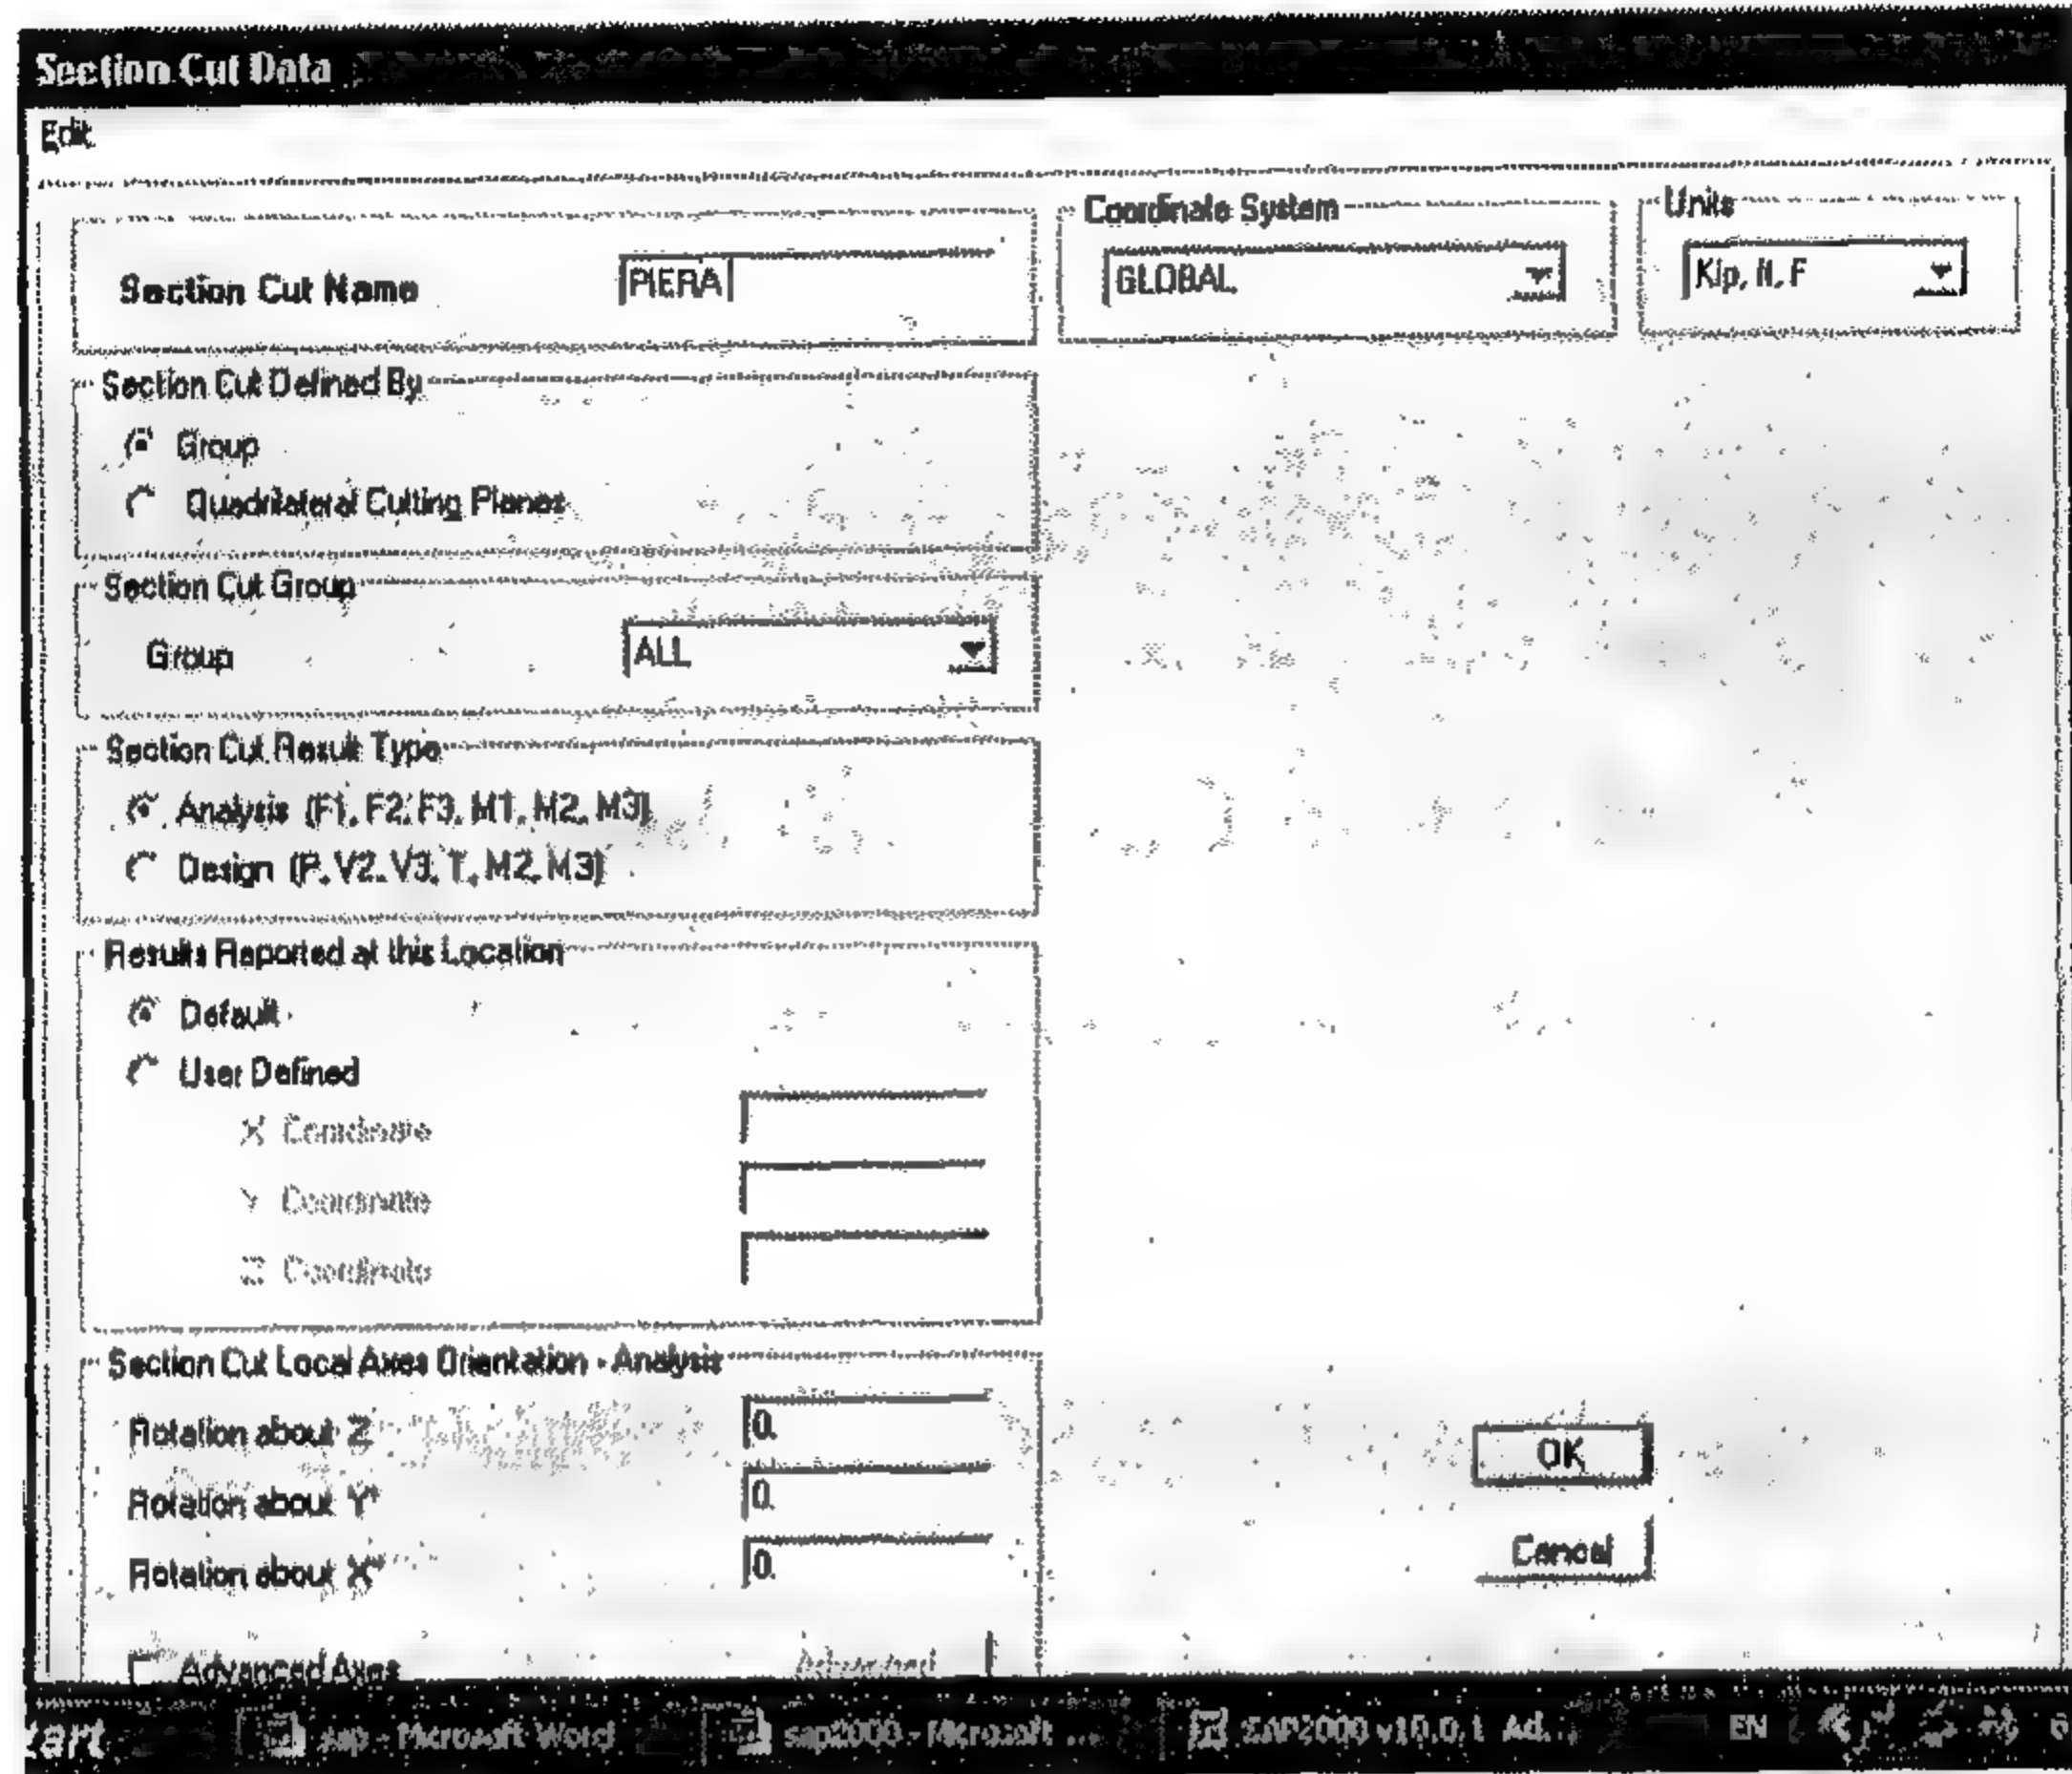 Section Cut Data
Edit
Section Cut Name PIERA
Coordinate System
GLOBAL
Units
Kip, ft, F
Section Cut Defined By
Group
Quadrilateral Cutting Planes
Section Cut Group
Group ALL
Section Cut Result Type
Analysis (F1, F2, F3, M1, M2, M3)
Design (P, V2, V3, T, M2, M3)
Results Reported at this Location
Default
User Defined
X Coordinate
Y Coordinate
Z Coordinate
Section Cut Local Axes Orientation - Analysis
Rotation about Z 0.
Rotation about Y' 0.
Rotation about X" 0.
OK
Cancel
Advanced Axes Advanced
sap - Microsoft Word sap2000 - Microsoft ... SAP2000 v10.0.1 Ad... EN